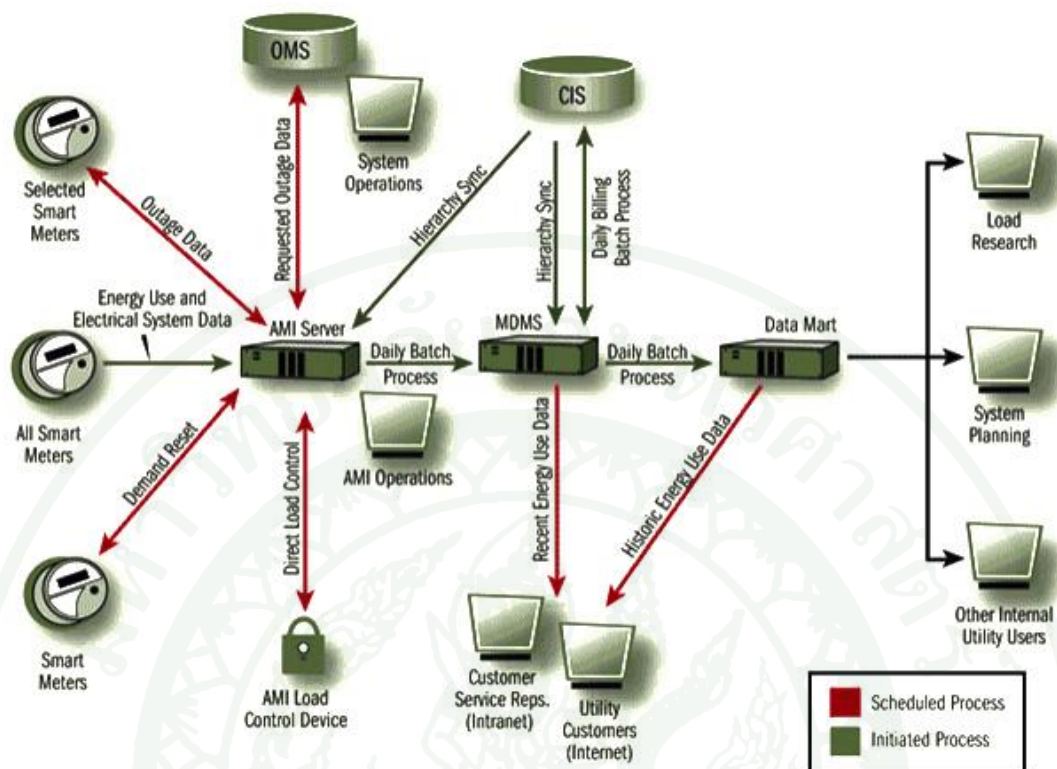 OMS
System
Operations
CIS
Selected
Smart
Meters
Outage Data
Requested Outage Data
Hierarchy Sync
Hierarchy Sync
Daily Billing
Batch Process
Load
Research
Energy Use and
Electrical System Data
All Smart
Meters
AMI Server
Daily Batch
Process
AMI Operations
MDMS
Daily Batch
Process
Data Mart
System
Planning
Demand Reset
Smart
Meters
Direct Load Control
AMI Load
Control Device
Recent Energy Use Data
Historic Energy Use Data
Customer
Service Reps.
(Intranet)
Utility
Customers
(Internet)
Other Internal
Utility Users
Scheduled Process
Initiated Process